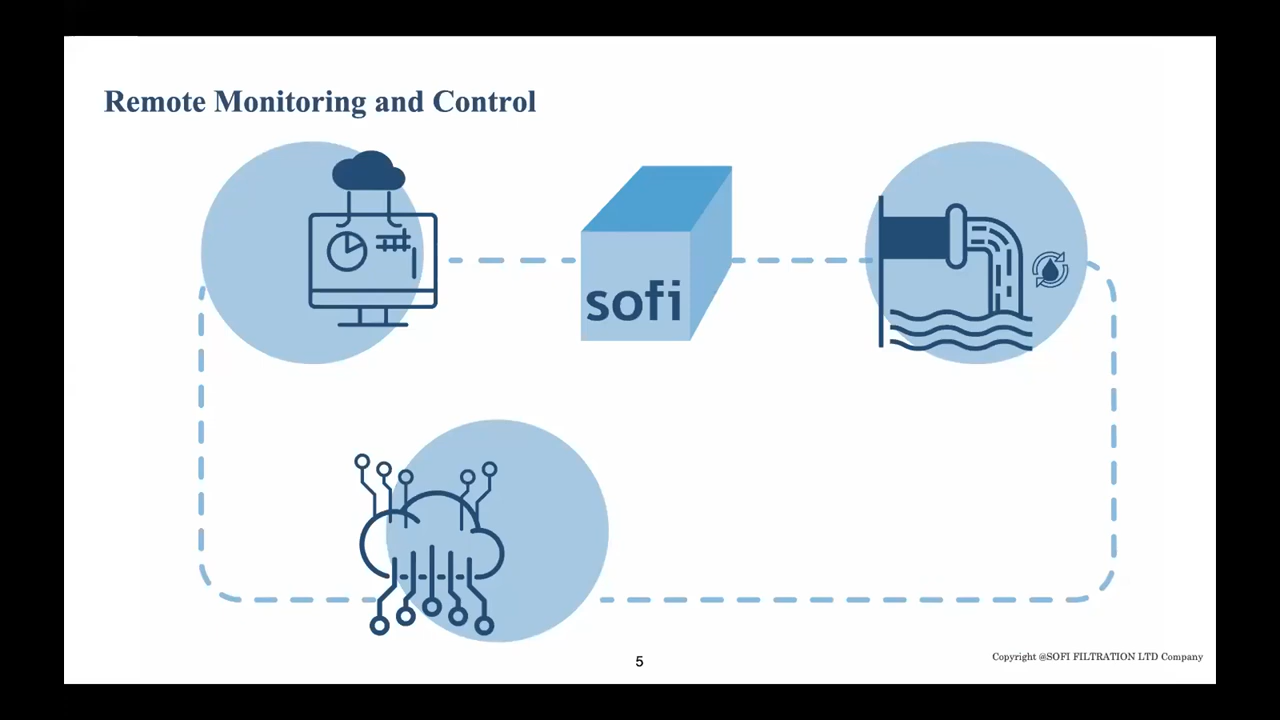 Remote Monitoring and Control
sofi
5
Copyright @SOFI FILTRATION LTD Company